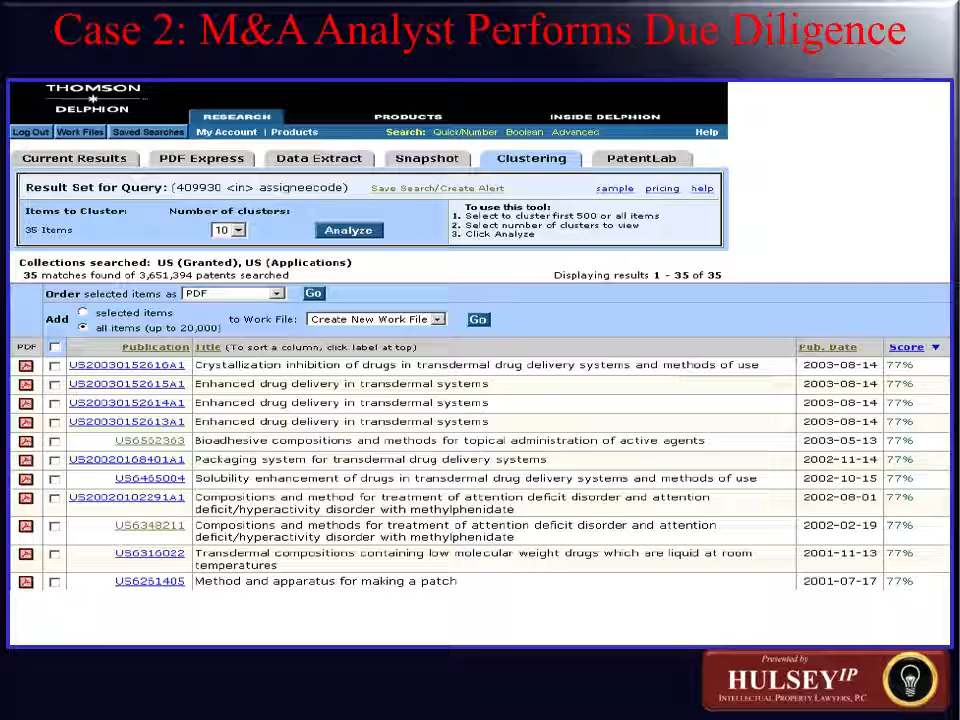 Case 2: M&A Analyst Performs Due Diligence
THOMSON
DELPHION
RESEARCH PRODUCTS INSIDE DELPHION
Log Out Work Files Saved Searches My Account | Products Search: Quick/Number Boolean Advanced Help
Current Results PDF Express Data Extract Snapshot Clustering PatentLab
Result Set for Query: (409930 <in> assigneecode) Save Search/Create Alert sample pricing help
Items to Cluster: Number of clusters: To use this tool:
1. Select to cluster first 500 or all items
35 Items 10 Analyze 2. Select number of clusters to view
3. Click Analyze
Collections searched: US (Granted), US (Applications)
35 matches found of 3,651,394 patents searched Displaying results 1 - 35 of 35
Order selected items as PDF Go
Add selected items
all items (up to 20,000) to Work File: Create New Work File Go
PDF Publication Title (To sort a column, click label at top) Pub. Date Score
US20030152616A1 Crystallization inhibition of drugs in transdermal drug delivery systems and methods of use 2003-08-14 77%
US20030152615A1 Enhanced drug delivery in transdermal systems 2003-08-14 77%
US20030152614A1 Enhanced drug delivery in transdermal systems 2003-08-14 77%
US20030152613A1 Enhanced drug delivery in transdermal systems 2003-08-14 77%
US6562363 Bioadhesive compositions and methods for topical administration of active agents 2003-05-13 77%
US20020168401A1 Packaging system for transdermal drug delivery systems 2002-11-14 77%
US6465004 Solubility enhancement of drugs in transdermal drug delivery systems and methods of use 2002-10-15 77%
US20020102291A1 Compositions and method for treatment of attention deficit disorder and attention 2002-08-01 77%
deficit/hyperactivity disorder with methylphenidate
US6348211 Compositions and methods for treatment of attention deficit disorder and attention 2002-02-19 77%
deficit/hyperactivity disorder with methylphenidate
US6316022 Transdermal compositions containing low molecular weight drugs which are liquid at room 2001-11-13 77%
temperatures
US6261405 Method and apparatus for making a patch 2001-07-17 77%
Presented by
HULSEY IP
INTELLECTUAL PROPERTY LAWYERS, P.C.